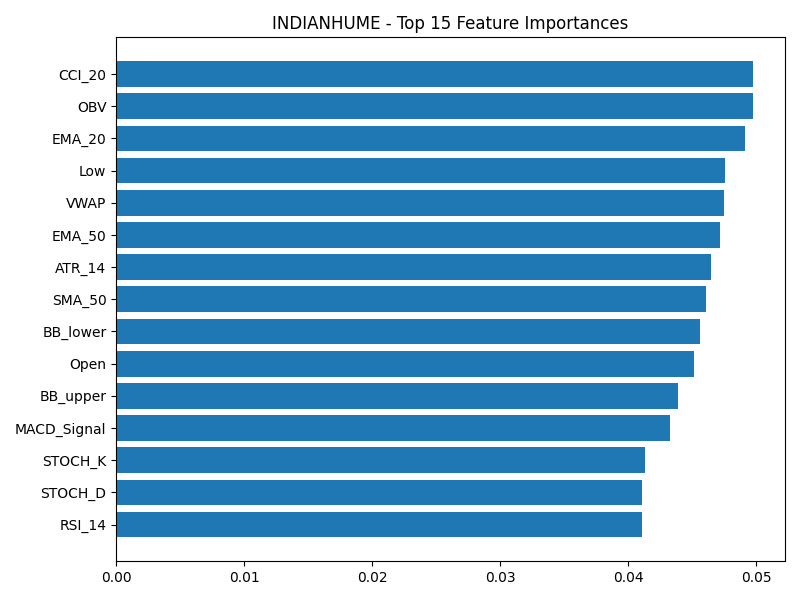 INDIANHUME - Top 15 Feature Importances
CCI_20
OBV
EMA_20
Low
VWAP
EMA_50
ATR_14
SMA_50
BB_lower
Open
BB_upper
MACD_Signal
STOCH_K
STOCH_D
RSI_14
0.00 0.01 0.02 0.03 0.04 0.05